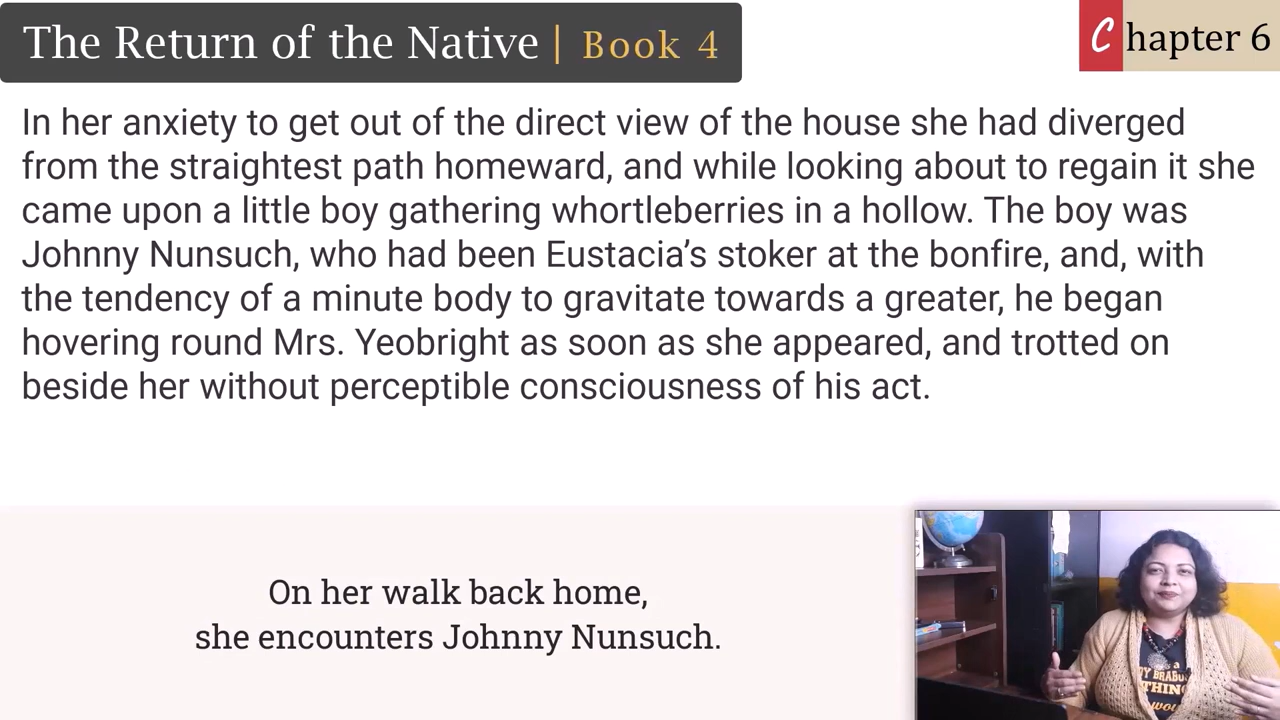 The Return of the Native | Book 4
Chapter 6
In her anxiety to get out of the direct view of the house she had diverged
from the straightest path homeward, and while looking about to regain it she
came upon a little boy gathering whortleberries in a hollow. The boy was
Johnny Nunsuch, who had been Eustacia’s stoker at the bonfire, and, with
the tendency of a minute body to gravitate towards a greater, he began
hovering round Mrs. Yeobright as soon as she appeared, and trotted on
beside her without perceptible consciousness of his act.
On her walk back home,
she encounters Johnny Nunsuch.
THING